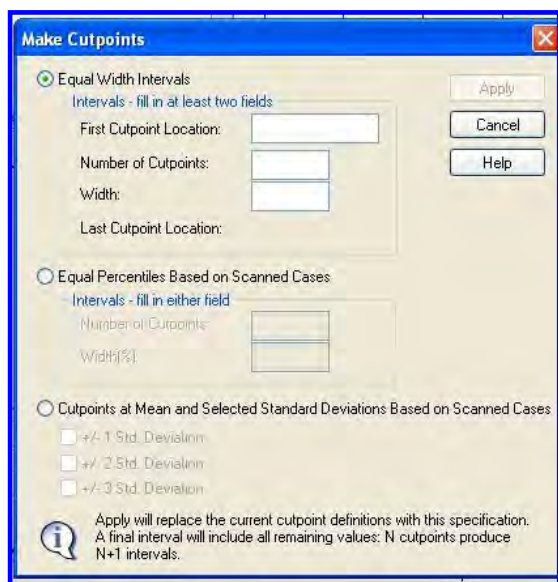 Make Cutpoints
Equal Width Intervals
Intervals - fill in at least two fields
First Cutpoint Location:
Number of Cutpoints:
Width:
Last Cutpoint Location:
Apply
Cancel
Help
Equal Percentiles Based on Scanned Cases
Intervals - fill in either field
Number of Cutpoints
Width(%)
Cutpoints at Mean and Selected Standard Deviations Based on Scanned Cases
+/- 1 Std. Deviation
+/- 2 Std. Deviation
+/- 3 Std. Deviation
Apply will replace the current cutpoint definitions with this specification.
A final interval will include all remaining values: N cutpoints produce
N+1 intervals.